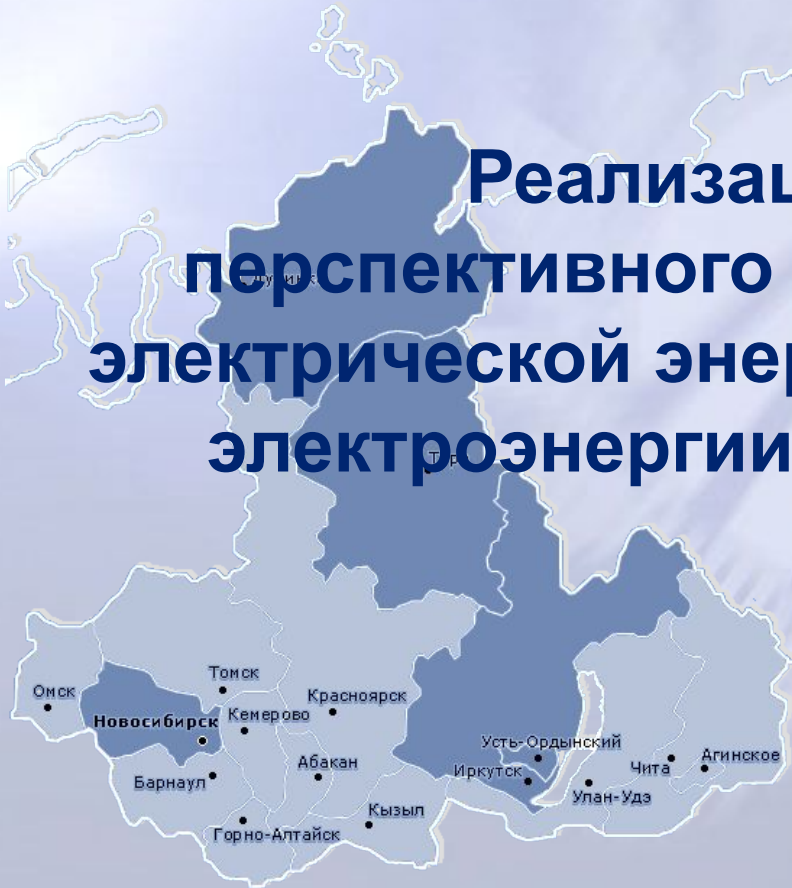 Реализац
перспективного
электрической энер
электроэнергии
Томск
Омск
Красноярск
Новосибирск
Кемерово
Усть-Ордынский
Абакан
Агинское
Чита
Иркутск
Барнаул
Улан-Удэ
Кызыл
Горно-Алтайск